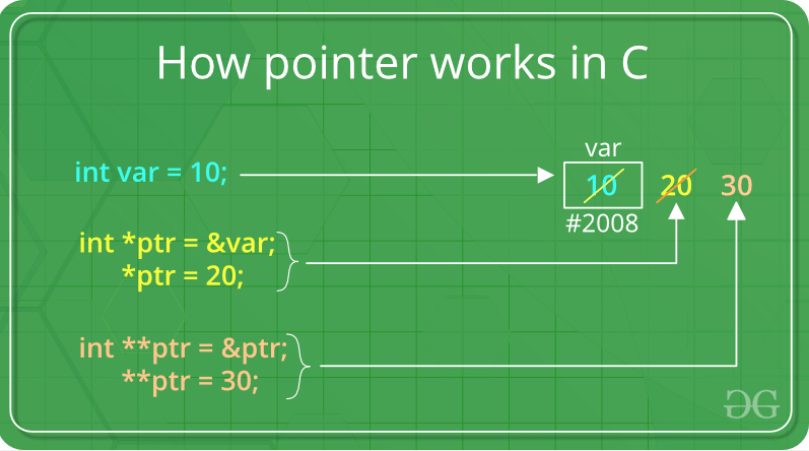 How pointer works in C
var
int var = 10;
10 20 30
#2008
int *ptr = &var;
*ptr = 20;
int **ptr = &ptr;
**ptr = 30;
GG